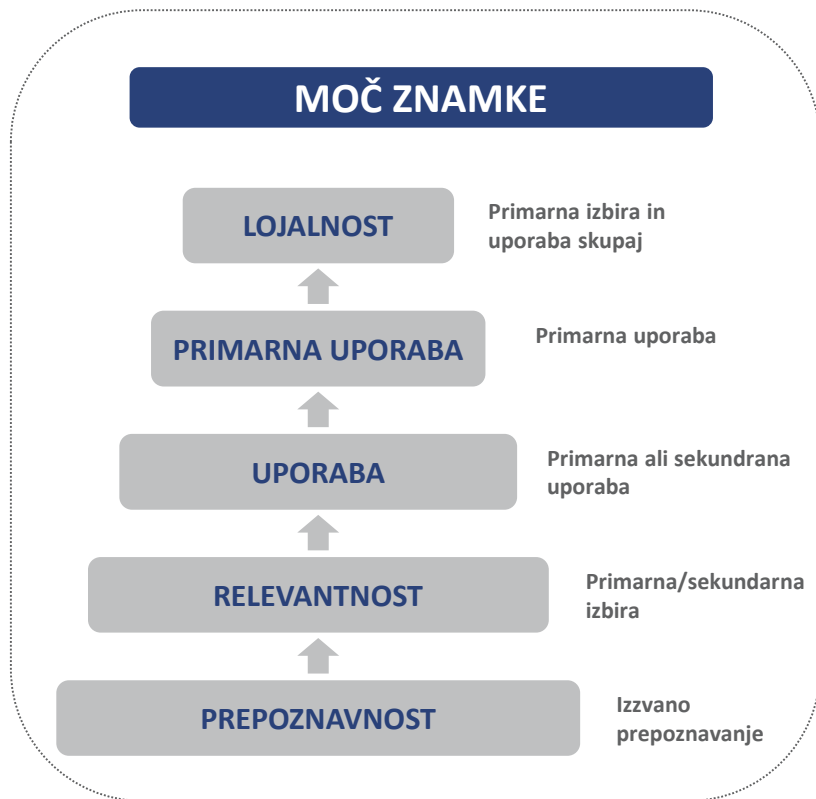 MOČ ZNAMKE
LOJALNOST
Primarna izbira in
uporaba skupaj
PRIMARNA UPORABA
Primarna uporaba
UPORABA
Primarna ali sekundrana
uporaba
RELEVANTNOST
Primarna/sekundarna
izbira
PREPOZNAVNOST
Izzvano
prepoznavanje